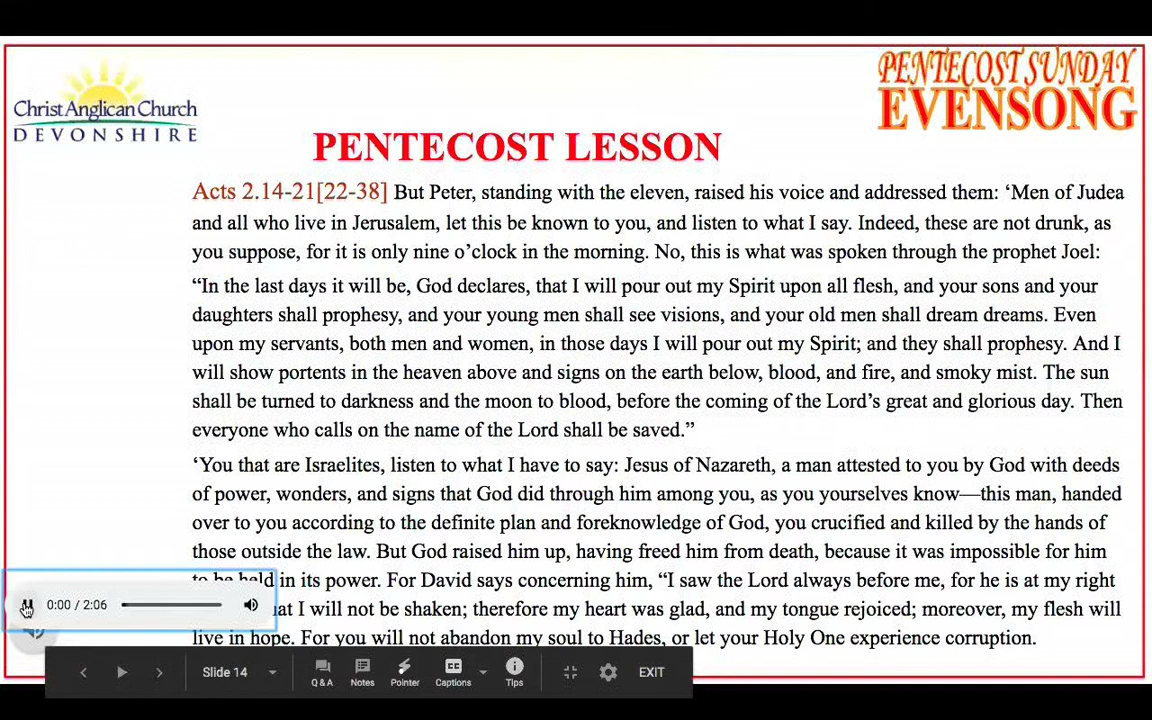 Christ Anglican Church
DEVONSHIRE
PENTECOST SUNDAY
EVENSONG
PENTECOST LESSON
Acts 2.14-21[22-38] But Peter, standing with the eleven, raised his voice and addressed them: ‘Men of Judea
and all who live in Jerusalem, let this be known to you, and listen to what I say. Indeed, these are not drunk, as
you suppose, for it is only nine o’clock in the morning. No, this is what was spoken through the prophet Joel:
“In the last days it will be, God declares, that I will pour out my Spirit upon all flesh, and your sons and your
daughters shall prophesy, and your young men shall see visions, and your old men shall dream dreams. Even
upon my servants, both men and women, in those days I will pour out my Spirit; and they shall prophesy. And I
will show portents in the heaven above and signs on the earth below, blood, and fire, and smoky mist. The sun
shall be turned to darkness and the moon to blood, before the coming of the Lord’s great and glorious day. Then
everyone who calls on the name of the Lord shall be saved.”
‘You that are Israelites, listen to what I have to say: Jesus of Nazareth, a man attested to you by God with deeds
of power, wonders, and signs that God did through him among you, as you yourselves know—this man, handed
over to you according to the definite plan and foreknowledge of God, you crucified and killed by the hands of
those outside the law. But God raised him up, having freed him from death, because it was impossible for him
to be held in its power. For David says concerning him, “I saw the Lord always before me, for he is at my right
0:00 / 2:06
I will not be shaken; therefore my heart was glad, and my tongue rejoiced; moreover, my flesh will
live in hope. For you will not abandon my soul to Hades, or let your Holy One experience corruption.
Slide 14
Q & A
Notes
Pointer
CC
Captions
Tips
EXIT